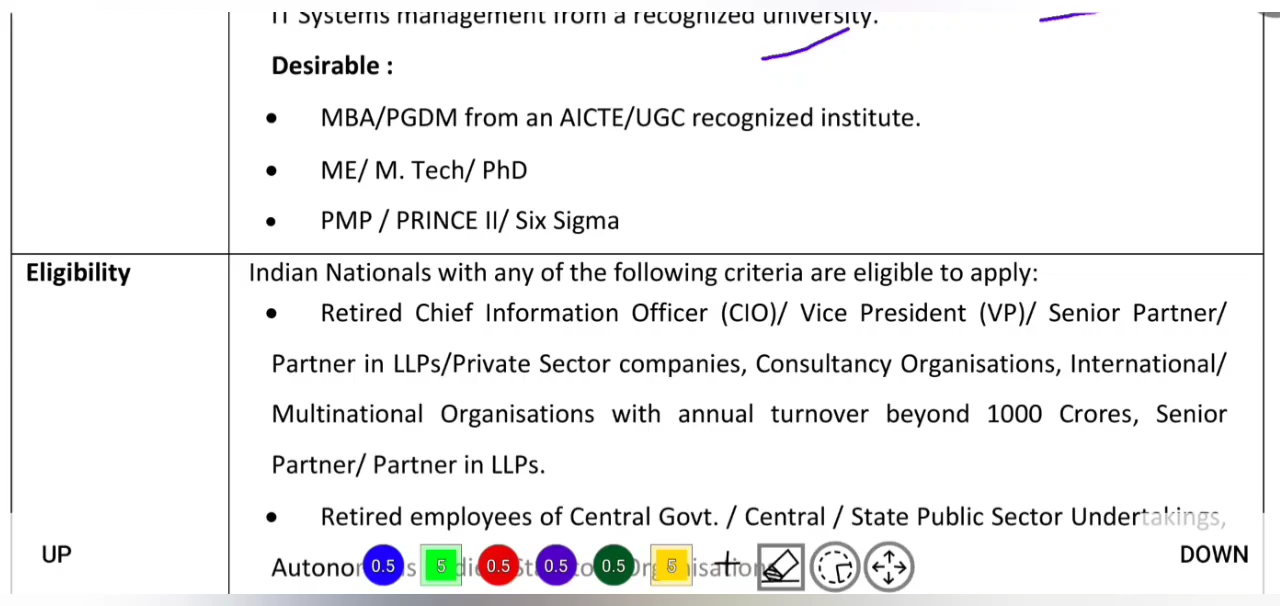 IT Systems management from a recognized university.
Desirable :
• MBA/PGDM from an AICTE/UGC recognized institute.
• ME/ M. Tech/ PhD
• PMP / PRINCE II/ Six Sigma
Eligibility
Indian Nationals with any of the following criteria are eligible to apply:
• Retired Chief Information Officer (CIO)/ Vice President (VP)/ Senior Partner/
Partner in LLPs/Private Sector companies, Consultancy Organisations, International/
Multinational Organisations with annual turnover beyond 1000 Crores, Senior
Partner/ Partner in LLPs.
• Retired employees of Central Govt. / Central / State Public Sector Undertakings,
UP
0.5 5 0.5 0.5 0.5 5 +
DOWN